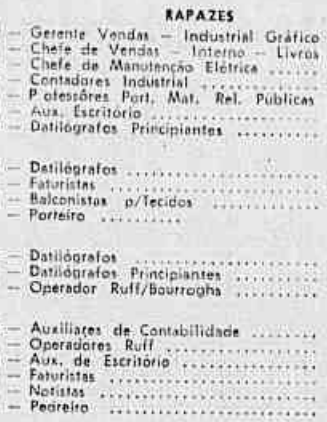 RAPAZES
— Gerente Vendas — Industrial Gráfico
— Chefe de Vendas — Interno — Livros
— Chefe de Manutenção Elétrica ......
— Contadores Industrial ..............
— Pofessôres Port. Mat. Rel. Públicas
— Aux. Escritório ....................
— Datilógrafos Principiantes ..........
— Datilógrafos ......................
— Faturistas ........................
— Balconistas p/Tecidos ............
— Porteiro ..........
— Datilógrafos ......................
— Datilógrafos Principiantes ..........
— Operador Ruff/Bourroghs ..........
— Auxiliares de Contabilidade ........
— Operadores Ruff ..................
— Aux. de Escritório ................
— Faturistas ........................
— Notistas ..........................
— Pedreiro ..........................